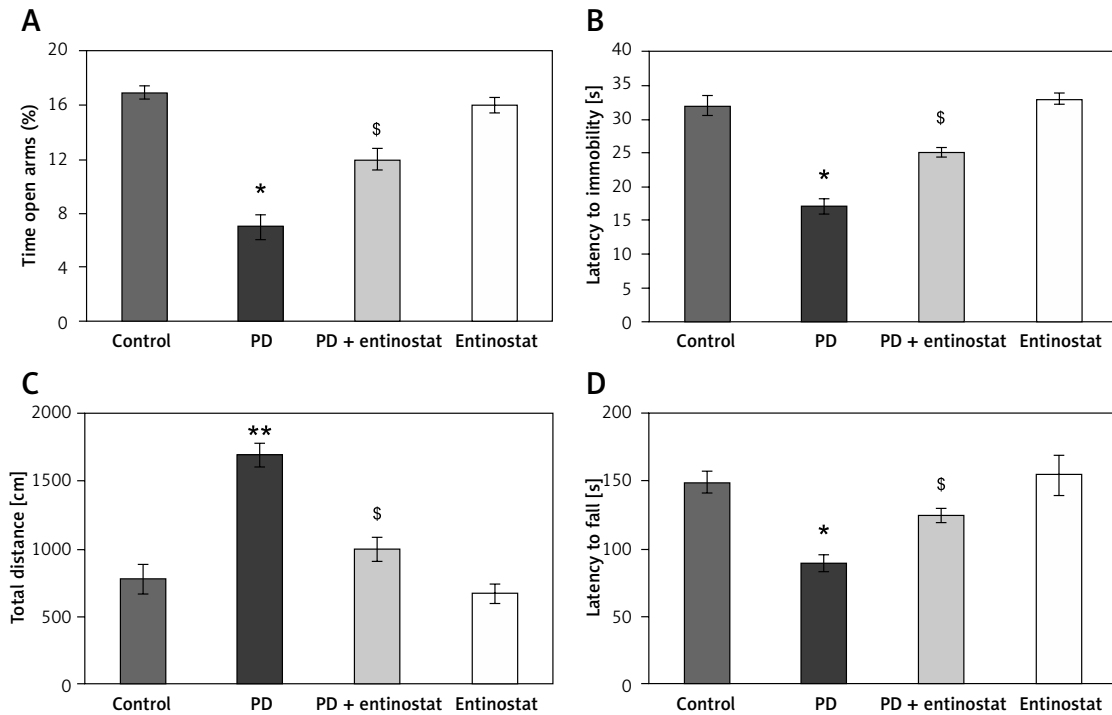 A
Time open arms (%)
20
16
12
8
4
0
*
$
Control
PD
PD + entinostat
Entinostat
B
Latency to immobility [s]
40
35
30
25
20
15
10
5
0
*
$
Control
PD
PD + entinostat
Entinostat
C
Total distance [cm]
2000
1500
1000
500
0
**
$
Control
PD
PD + entinostat
Entinostat
D
Latency to fall [s]
200
150
100
50
0
*
$
Control
PD
PD + entinostat
Entinostat